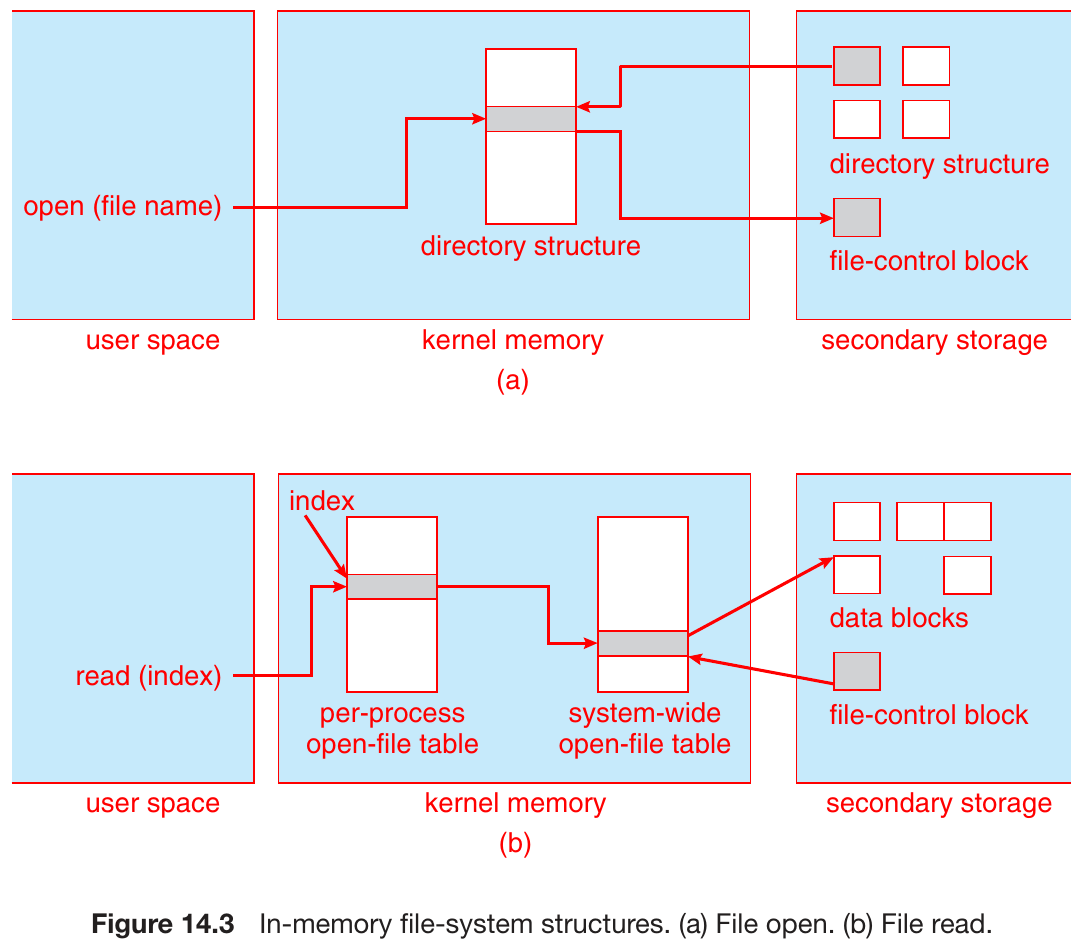 directory structure
open (file name)
directory structure
file-control block
user space
kernel memory
secondary storage
(a)
index
data blocks
read (index)
per-process
open-file table
system-wide
open-file table
file-control block
user space
kernel memory
secondary storage
(b)
Figure 14.3 In-memory file-system structures. (a) File open. (b) File read.